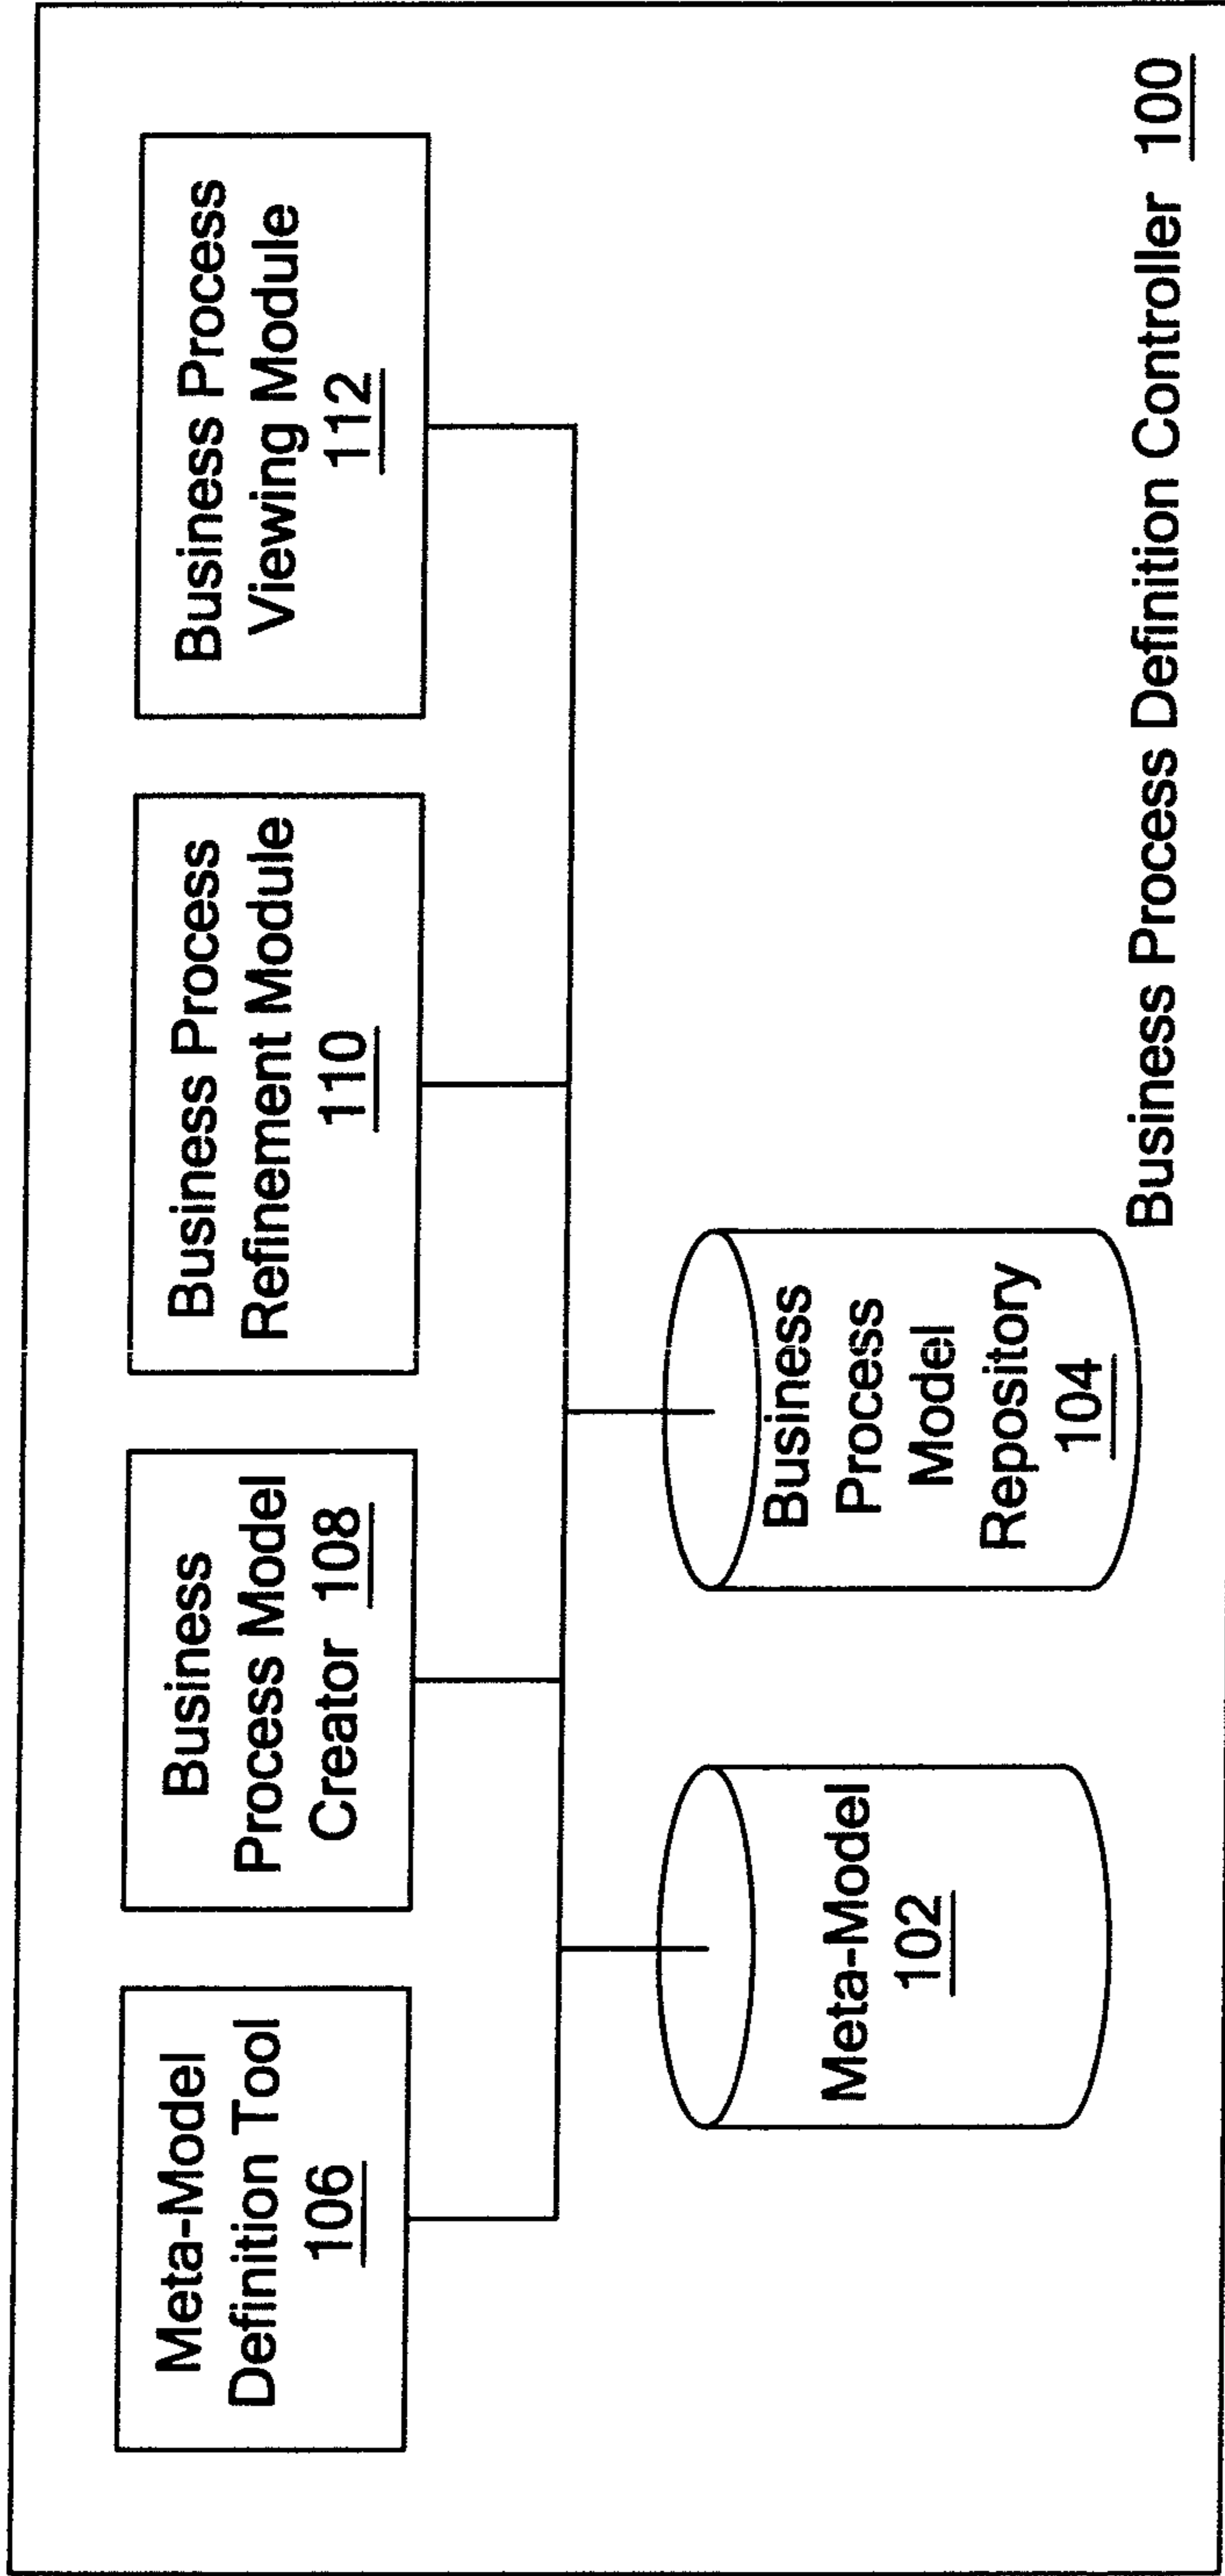 Meta-Model
Definition Tool
106
Business
Process Model
Creator 108
Business Process
Refinement Module
110
Business Process
Viewing Module
112
Meta-Model
102
Business
Process
Model
Repository
104
Business Process Definition Controller 100